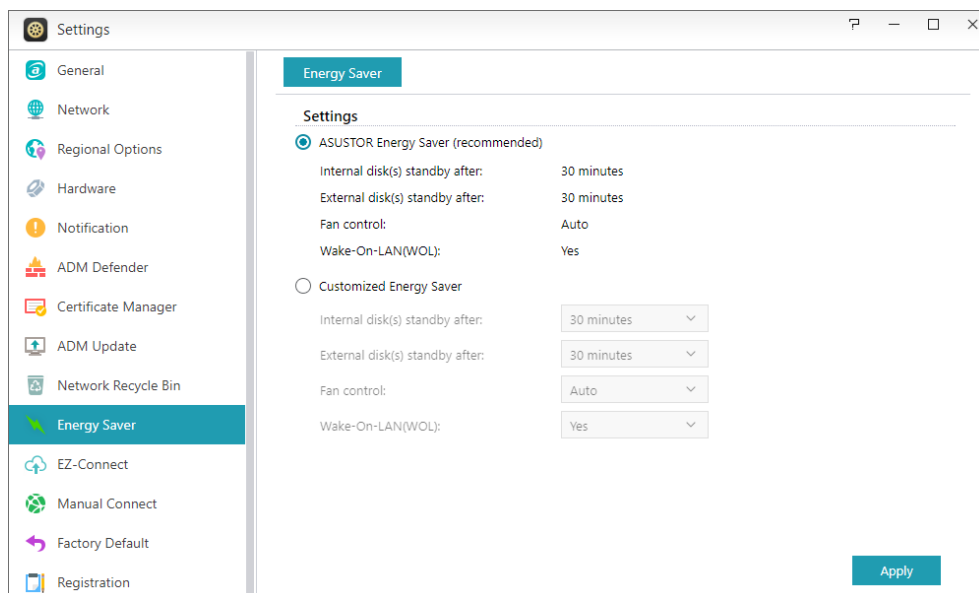 Settings
General
Network
Regional Options
Hardware
Notification
ADM Defender
Certificate Manager
ADM Update
Network Recycle Bin
Energy Saver
EZ-Connect
Manual Connect
Factory Default
Registration
Energy Saver
Settings
ASUSTOR Energy Saver (recommended)
Internal disk(s) standby after: 30 minutes
External disk(s) standby after: 30 minutes
Fan control: Auto
Wake-On-LAN(WOL): Yes
Customized Energy Saver
Internal disk(s) standby after: 30 minutes
External disk(s) standby after: 30 minutes
Fan control: Auto
Wake-On-LAN(WOL): Yes
Apply